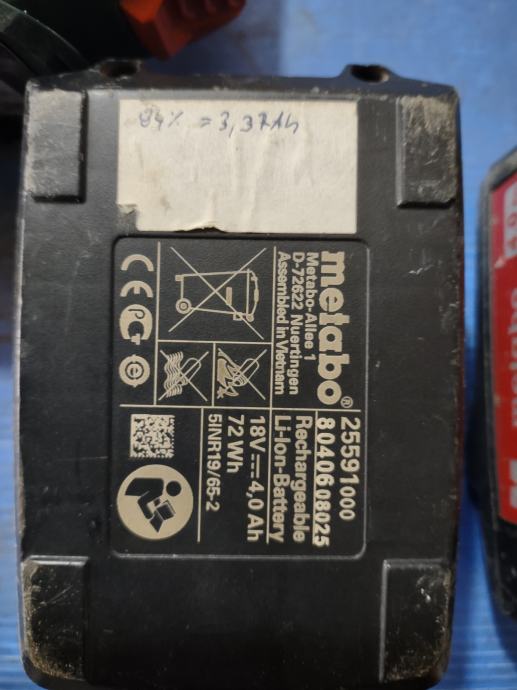 84% = 3,37Ah
metabo®
Metabo-Allee 1
D-72622 Nuertingen
Assembled in Vietnam
25591000
8040608025
Rechargeable
Li-Ion-Battery
18V⎓4,0 Ah
72 Wh
5INR19/65-2
metabo